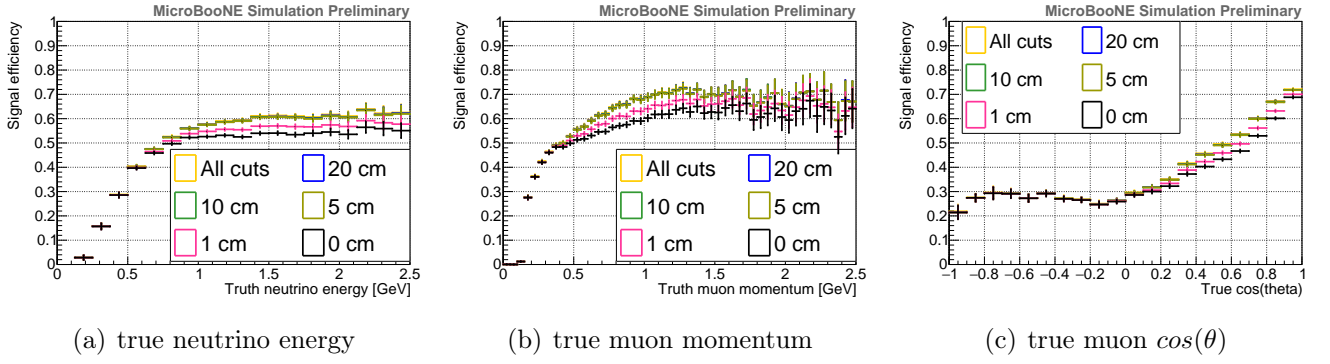 MicroBooNE Simulation Preliminary
Signal efficiency
1
0.9
0.8
0.7
0.6
0.5
0.4
0.3
0.2
0.1
0
All cuts 20 cm
10 cm 5 cm
1 cm 0 cm
0 0.5 1 1.5 2 2.5
Truth neutrino energy [GeV]
(a) true neutrino energy
MicroBooNE Simulation Preliminary
Signal efficiency
1
0.9
0.8
0.7
0.6
0.5
0.4
0.3
0.2
0.1
0
All cuts 20 cm
10 cm 5 cm
1 cm 0 cm
0 0.5 1 1.5 2 2.5
Truth muon momentum [GeV]
(b) true muon momentum
MicroBooNE Simulation Preliminary
Signal efficiency
1
0.9
0.8
0.7
0.6
0.5
0.4
0.3
0.2
0.1
0
All cuts 20 cm
10 cm 5 cm
1 cm 0 cm
−1 −0.8 −0.6 −0.4 −0.2 0 0.2 0.4 0.6 0.8 1
True cos(theta)
(c) true muon cos(θ)